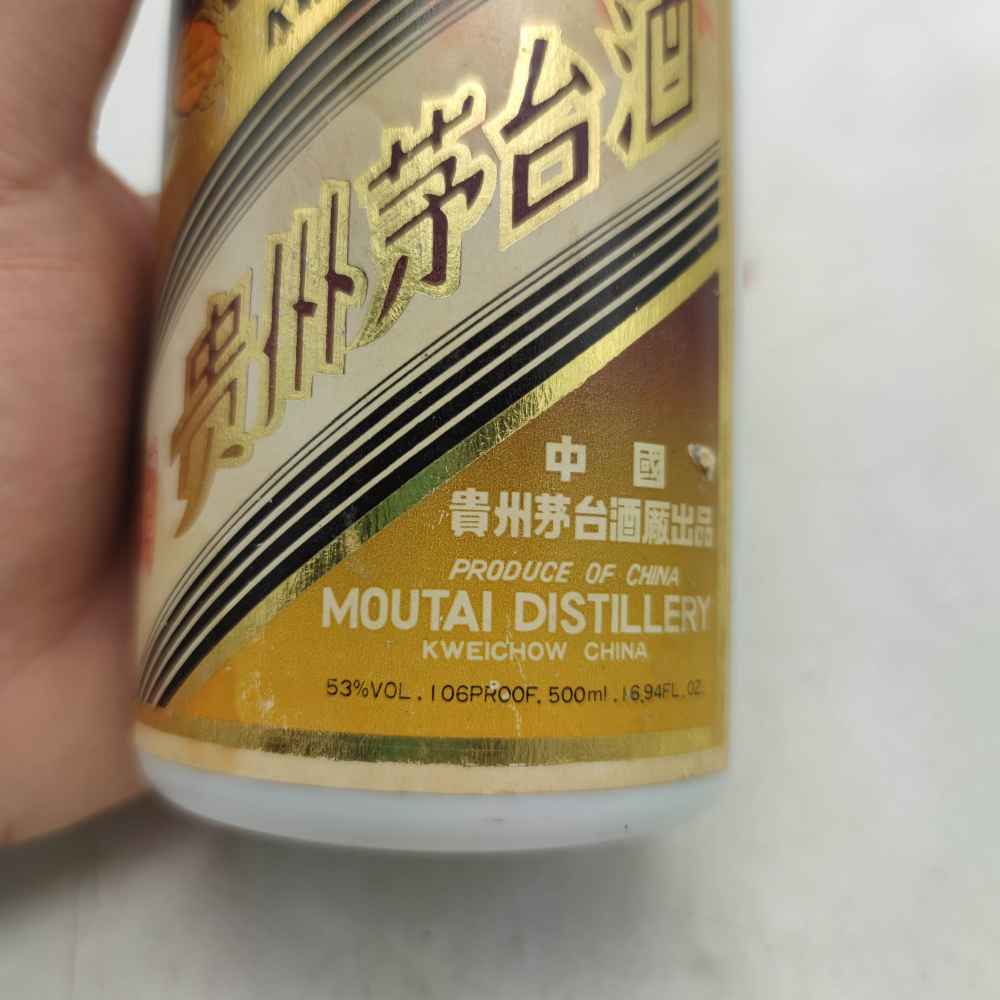 貴州茅台酒
中國
貴州茅台酒廠出品
PRODUCE OF CHINA
MOUTAI DISTILLERY
KWEICHOW CHINA
53%VOL. 106PROOF. 500ml. 16.94FL. OZ.